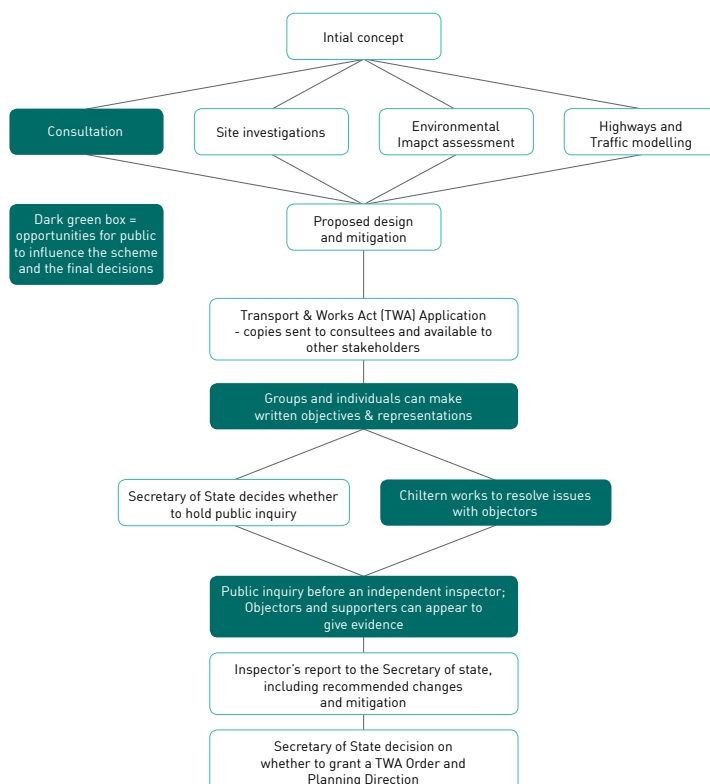 Intial concept
Consultation
Site investigations
Environmental
Imapct assessment
Highways and
Traffic modelling
Dark green box =
opportunities for public
to influence the scheme
and the final decisions
Proposed design
and mitigation
Transport & Works Act (TWA) Application
- copies sent to consultees and available to
other stakeholders
Groups and individuals can make
written objectives & representations
Secretary of State decides whether
to hold public inquiry
Chiltern works to resolve issues
with objectors
Public inquiry before an independent inspector;
Objectors and supporters can appear to
give evidence
Inspector's report to the Secretary of state,
including recommended changes
and mitigation
Secretary of State decision on
whether to grant a TWA Order and
Planning Direction